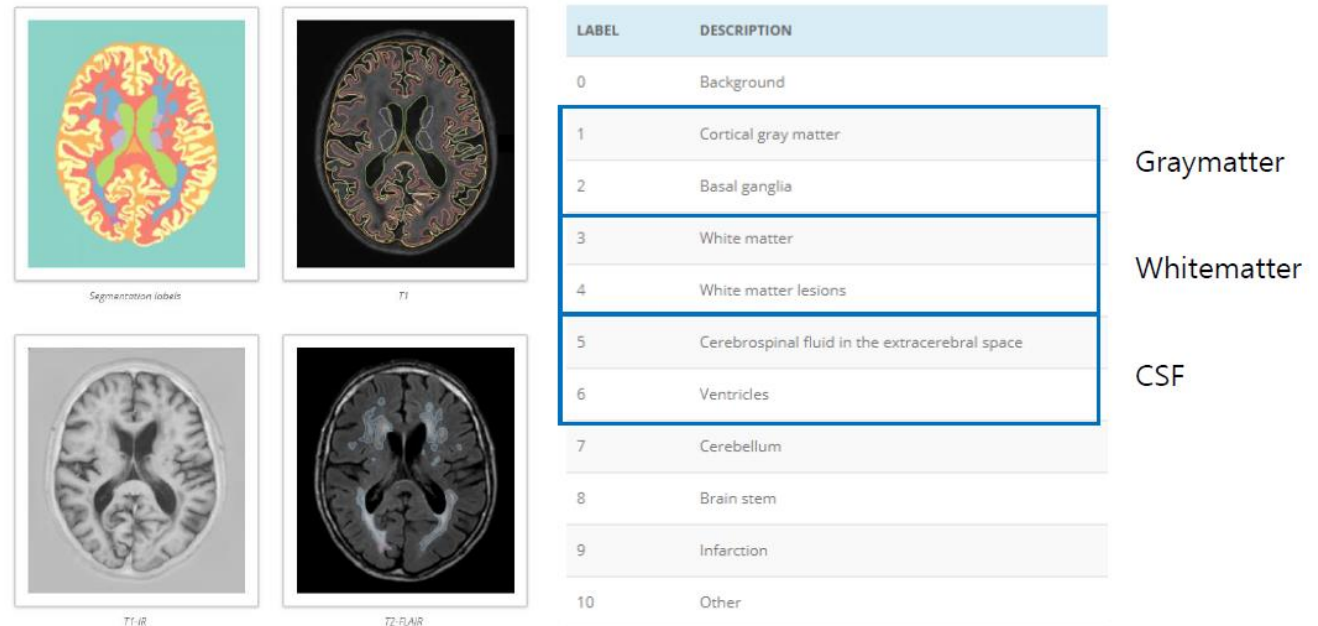 Segmentation labels
T1
T1-IR
T2-FLAIR
LABEL DESCRIPTION
0 Background
1 Cortical gray matter
2 Basal ganglia
3 White matter
4 White matter lesions
5 Cerebrospinal fluid in the extracerebral space
6 Ventricles
7 Cerebellum
8 Brain stem
9 Infarction
10 Other
Graymatter
Whitematter
CSF